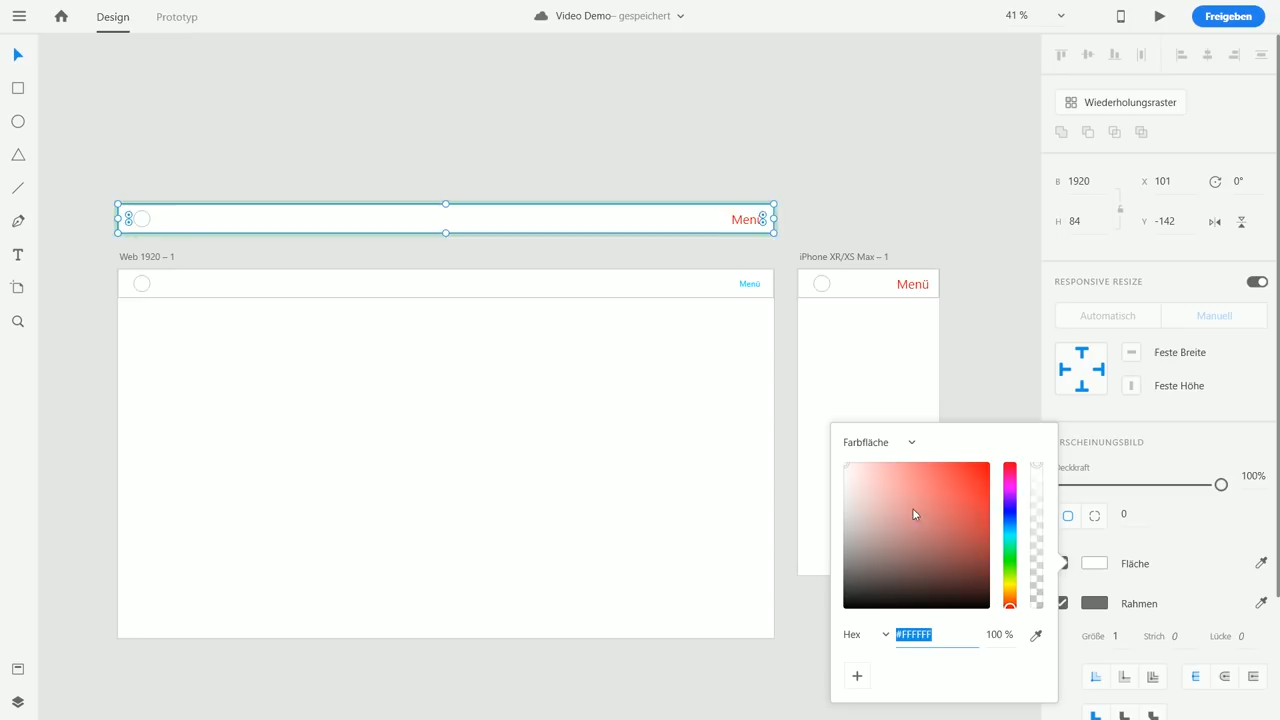 Design
Prototyp
Video Demo – gespeichert
41 %
Freigeben
Wiederholungsraster
B 1920
X 101
0°
H 84
Y -142
Menü
Web 1920 – 1
iPhone XR/XS Max – 1
Menü
Menü
RESPONSIVE RESIZE
Automatisch
Manuell
Feste Breite
Feste Höhe
Farbfläche
ERSCHEINUNGSBILD
Deckkraft
100%
0
Fläche
Rahmen
Hex
#FFFFFF
100 %
Größe 1
Strich 0
Lücke 0